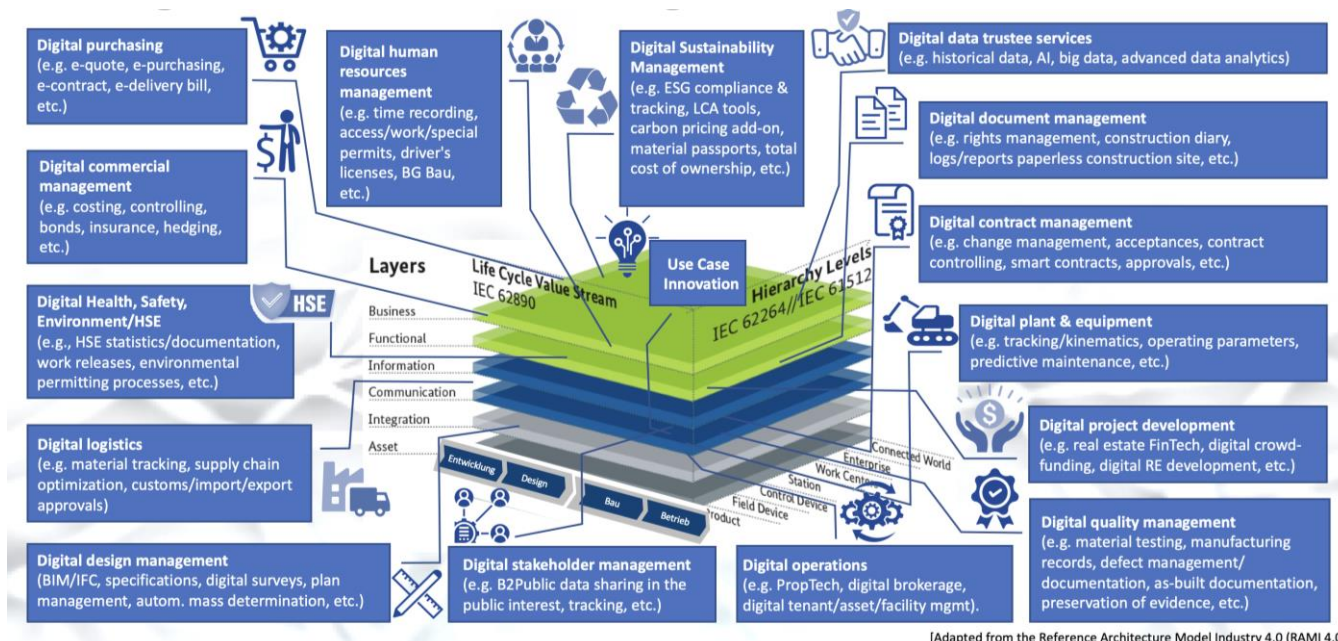 Digital purchasing
(e.g. e-quote, e-purchasing,
e-contract, e-delivery bill,
etc.)
Digital human
resources
management
(e.g. time recording,
access/work/special
permits, driver's
licenses, BG Bau,
etc.)
Digital Sustainability
Management
(e.g. ESG compliance &
tracking, LCA tools,
carbon pricing add-on,
material passports, total
cost of ownership, etc.)
Digital data trustee services
(e.g. historical data, AI, big data, advanced data analytics)
Digital document management
(e.g. rights management, construction diary,
logs/reports paperless construction site, etc.)
Digital commercial
management
(e.g. costing, controlling,
bonds, insurance, hedging,
etc.)
Digital contract management
(e.g. change management, acceptances, contract
controlling, smart contracts, approvals, etc.)
Digital Health, Safety,
Environment/HSE
(e.g., HSE statistics/documentation,
work releases, environmental
permitting processes, etc.)
HSE
Layers
Business
Functional
Information
Communication
Integration
Asset
Life Cycle Value Stream
IEC 62890
Use Case
Innovation
Hierarchy Levels
IEC 62264//IEC 61512
Digital plant & equipment
(e.g. tracking/kinematics, operating parameters,
predictive maintenance, etc.)
Digital logistics
(e.g. material tracking, supply chain
optimization, customs/import/export
approvals)
Entwicklung
Design
Bau
Betrieb
Connected World
Enterprise
Work Cent
Station
Control Device
Field Device
Product
Digital project development
(e.g. real estate FinTech, digital crowd-
funding, digital RE development, etc.)
Digital design management
(BIM/IFC, specifications, digital surveys, plan
management, autom. mass determination, etc.)
Digital stakeholder management
(e.g. B2Public data sharing in the
public interest, tracking, etc.)
Digital operations
(e.g. PropTech, digital brokerage,
digital tenant/asset/facility mgmt).
Digital quality management
(e.g. material testing, manufacturing
records, defect management/
documentation, as-built documentation,
preservation of evidence, etc.)
[Adapted from the Reference Architecture Model Industry 4.0 (RAMI 4.0